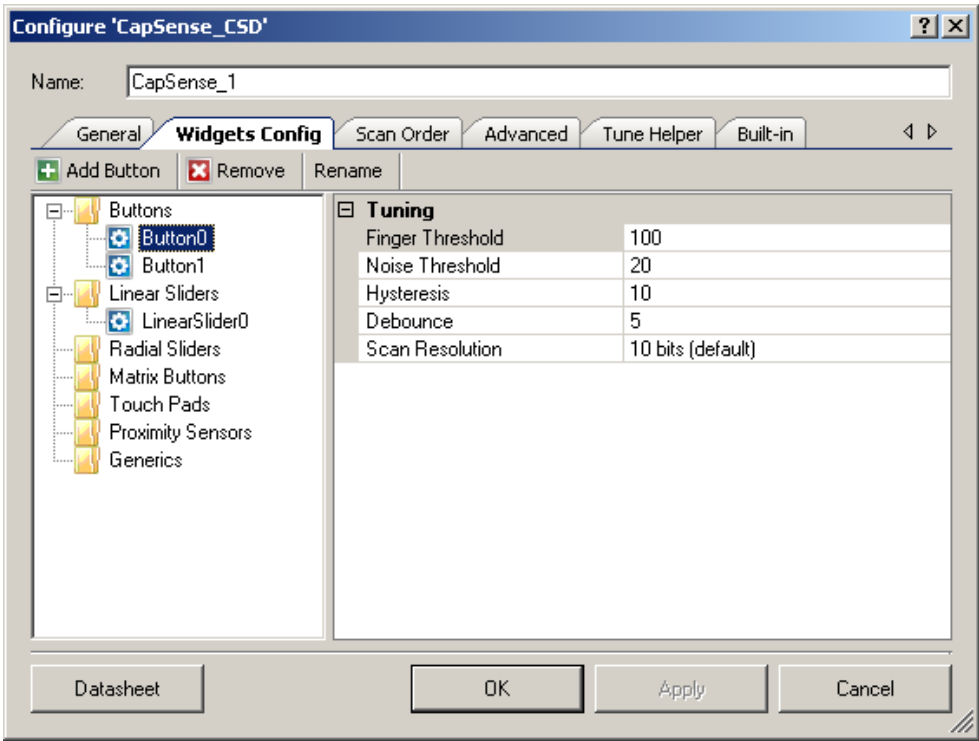 Configure 'CapSense_CSD'
Name: CapSense_1
General Widgets Config Scan Order Advanced Tune Helper Built-in
Add Button Remove Rename
Buttons
Button0
Button1
Linear Sliders
LinearSlider0
Radial Sliders
Matrix Buttons
Touch Pads
Proximity Sensors
Generics
Tuning
Finger Threshold 100
Noise Threshold 20
Hysteresis 10
Debounce 5
Scan Resolution 10 bits (default)
Datasheet OK Apply Cancel